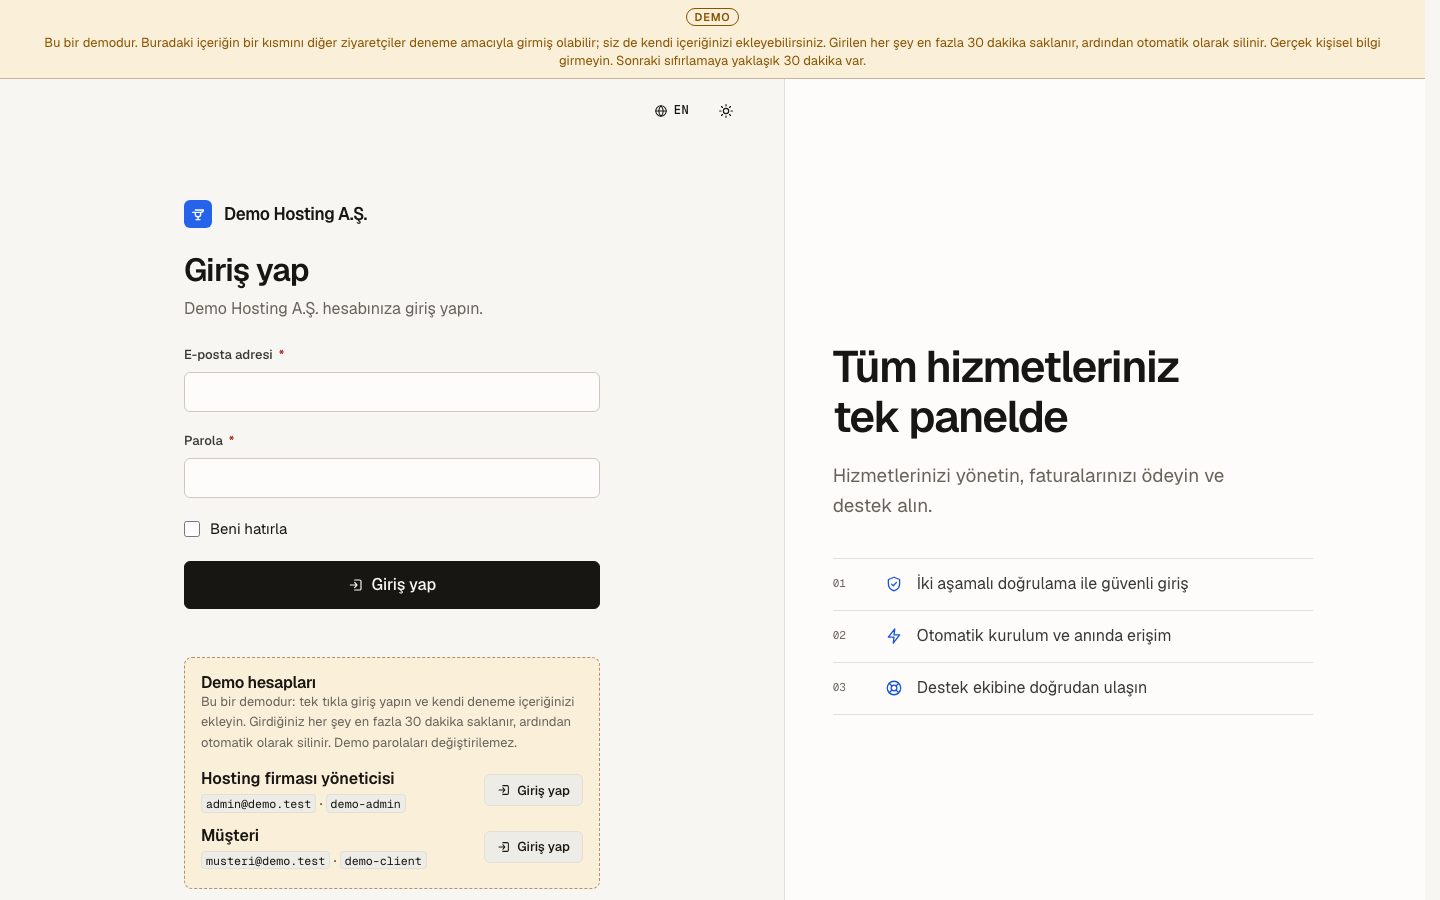 DEMO
Bu bir demodur. Buradaki içeriğin bir kısmını diğer ziyaretçiler deneme amacıyla girmiş olabilir; siz de kendi içeriğinizi ekleyebilirsiniz. Girilen her şey en fazla 30 dakika saklanır, ardından otomatik olarak silinir. Gerçek kişisel bilgi
girmeyin. Sonraki sıfırlamaya yaklaşık 30 dakika var.
EN
Demo Hosting A.Ş.
Giriş yap
Demo Hosting A.Ş. hesabınıza giriş yapın.
E-posta adresi *
Parola *
Beni hatırla
Giriş yap
Demo hesapları
Bu bir demodur: tek tıkla giriş yapın ve kendi deneme içeriğinizi
ekleyin. Girdiğiniz her şey en fazla 30 dakika saklanır, ardından
otomatik olarak silinir. Demo parolaları değiştirilemez.
Hosting firması yöneticisi
admin@demo.test · demo-admin
Giriş yap
Müşteri
musteri@demo.test · demo-client
Giriş yap
Tüm hizmetleriniz
tek panelde
Hizmetlerinizi yönetin, faturalarınızı ödeyin ve
destek alın.
01 İki aşamalı doğrulama ile güvenli giriş
02 Otomatik kurulum ve anında erişim
03 Destek ekibine doğrudan ulaşın